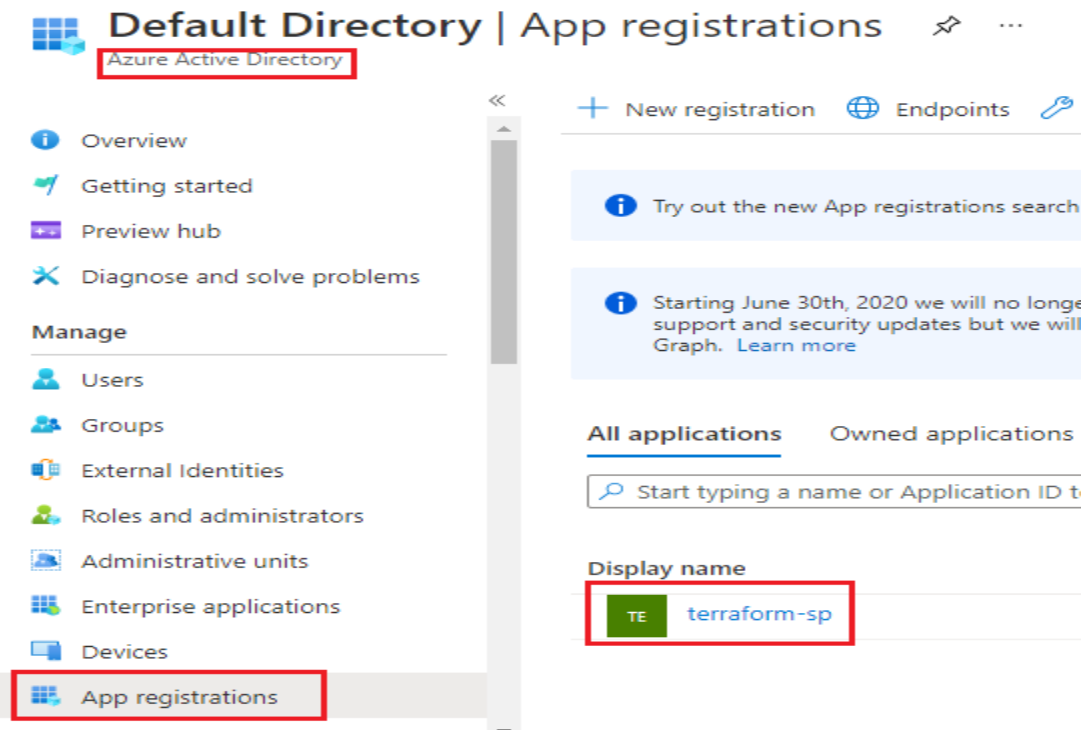 Default Directory | App registrations ...
Azure Active Directory
Overview
Getting started
Preview hub
Diagnose and solve problems
Manage
Users
Groups
External Identities
Roles and administrators
Administrative units
Enterprise applications
Devices
App registrations
New registration Endpoints
Try out the new App registrations search
Starting June 30th, 2020 we will no longe
support and security updates but we will
Graph. Learn more
All applications Owned applications
Start typing a name or Application ID t
Display name
TE terraform-sp